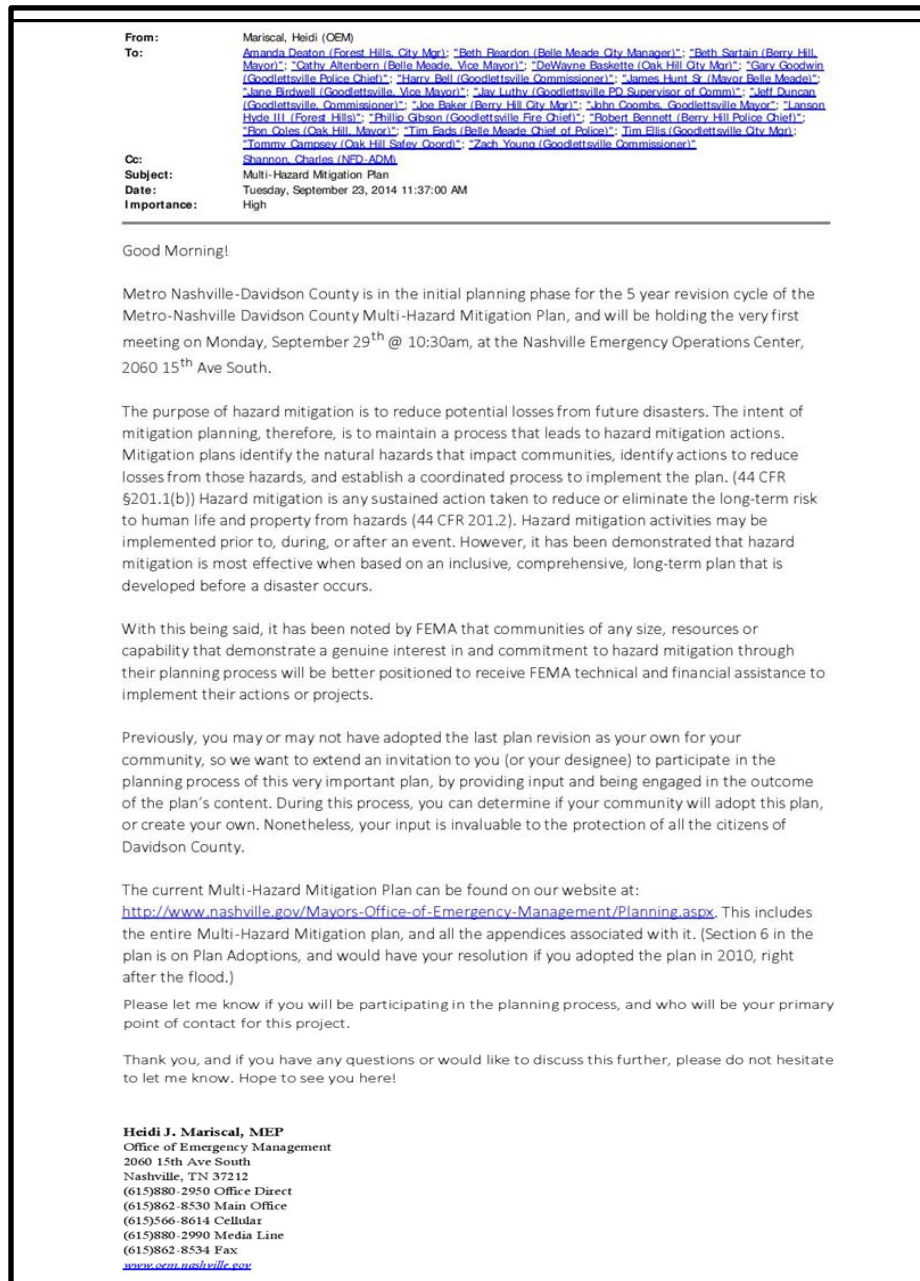 From: Mariscal, Heidi (OEM)
To: Amanda Deaton (Forest Hills, City Mgr); "Beth Reardon (Belle Meade City Manager)"; "Beth Sartain (Berry Hill,
Mayor)"; "Cathy Altenbern (Belle Meade, Vice Mayor)"; "DeWayne Baskette (Oak Hill City Mgr)"; "Gary Goodwin
(Goodlettsville Police Chief)"; "Harry Bell (Goodlettsville Commissioner)"; "James Hunt Sr (Mayor Belle Meade)";
"Jane Birdwell (Goodlettsville, Vice Mayor)"; "Jay Luthy (Goodlettsville PD Supervisor of Comm)"; "Jeff Duncan
(Goodlettsville, Commissioner)"; "Joe Baker (Berry Hill City Mgr)"; "John Coombs, Goodlettsville Mayor"; "Lanson
Hyde III (Forest Hills)"; "Phillip Gibson (Goodlettsville Fire Chief)"; "Robert Bennett (Berry Hill Police Chief)";
"Ron Coles (Oak Hill, Mayor)"; "Tim Eads (Belle Meade Chief of Police)"; Tim Ellis (Goodlettsville City Mgr);
"Tommy Campsey (Oak Hill Safey Coord)"; "Zach Young (Goodlettsville Commissioner)"
Cc: Shannon, Charles (NFD-ADM)
Subject: Multi-Hazard Mitigation Plan
Date: Tuesday, September 23, 2014 11:37:00 AM
Importance: High
Good Morning!
Metro Nashville-Davidson County is in the initial planning phase for the 5 year revision cycle of the
Metro-Nashville Davidson County Multi-Hazard Mitigation Plan, and will be holding the very first
meeting on Monday, September 29th @ 10:30am, at the Nashville Emergency Operations Center,
2060 15th Ave South.
The purpose of hazard mitigation is to reduce potential losses from future disasters. The intent of
mitigation planning, therefore, is to maintain a process that leads to hazard mitigation actions.
Mitigation plans identify the natural hazards that impact communities, identify actions to reduce
losses from those hazards, and establish a coordinated process to implement the plan. (44 CFR
§201.1(b)) Hazard mitigation is any sustained action taken to reduce or eliminate the long-term risk
to human life and property from hazards (44 CFR 201.2). Hazard mitigation activities may be
implemented prior to, during, or after an event. However, it has been demonstrated that hazard
mitigation is most effective when based on an inclusive, comprehensive, long-term plan that is
developed before a disaster occurs.
With this being said, it has been noted by FEMA that communities of any size, resources or
capability that demonstrate a genuine interest in and commitment to hazard mitigation through
their planning process will be better positioned to receive FEMA technical and financial assistance to
implement their actions or projects.
Previously, you may or may not have adopted the last plan revision as your own for your
community, so we want to extend an invitation to you (or your designee) to participate in the
planning process of this very important plan, by providing input and being engaged in the outcome
of the plan's content. During this process, you can determine if your community will adopt this plan,
or create your own. Nonetheless, your input is invaluable to the protection of all the citizens of
Davidson County.
The current Multi-Hazard Mitigation Plan can be found on our website at:
http://www.nashville.gov/Mayors-Office-of-Emergency-Management/Planning.aspx. This includes
the entire Multi-Hazard Mitigation plan, and all the appendices associated with it. (Section 6 in the
plan is on Plan Adoptions, and would have your resolution if you adopted the plan in 2010, right
after the flood.)
Please let me know if you will be participating in the planning process, and who will be your primary
point of contact for this project.
Thank you, and if you have any questions or would like to discuss this further, please do not hesitate
to let me know. Hope to see you here!
Heidi J. Mariscal, MEP
Office of Emergency Management
2060 15th Ave South
Nashville, TN 37212
(615)880-2950 Office Direct
(615)862-8530 Main Office
(615)566-8614 Cellular
(615)880-2990 Media Line
(615)862-8534 Fax
www.oem.nashville.gov